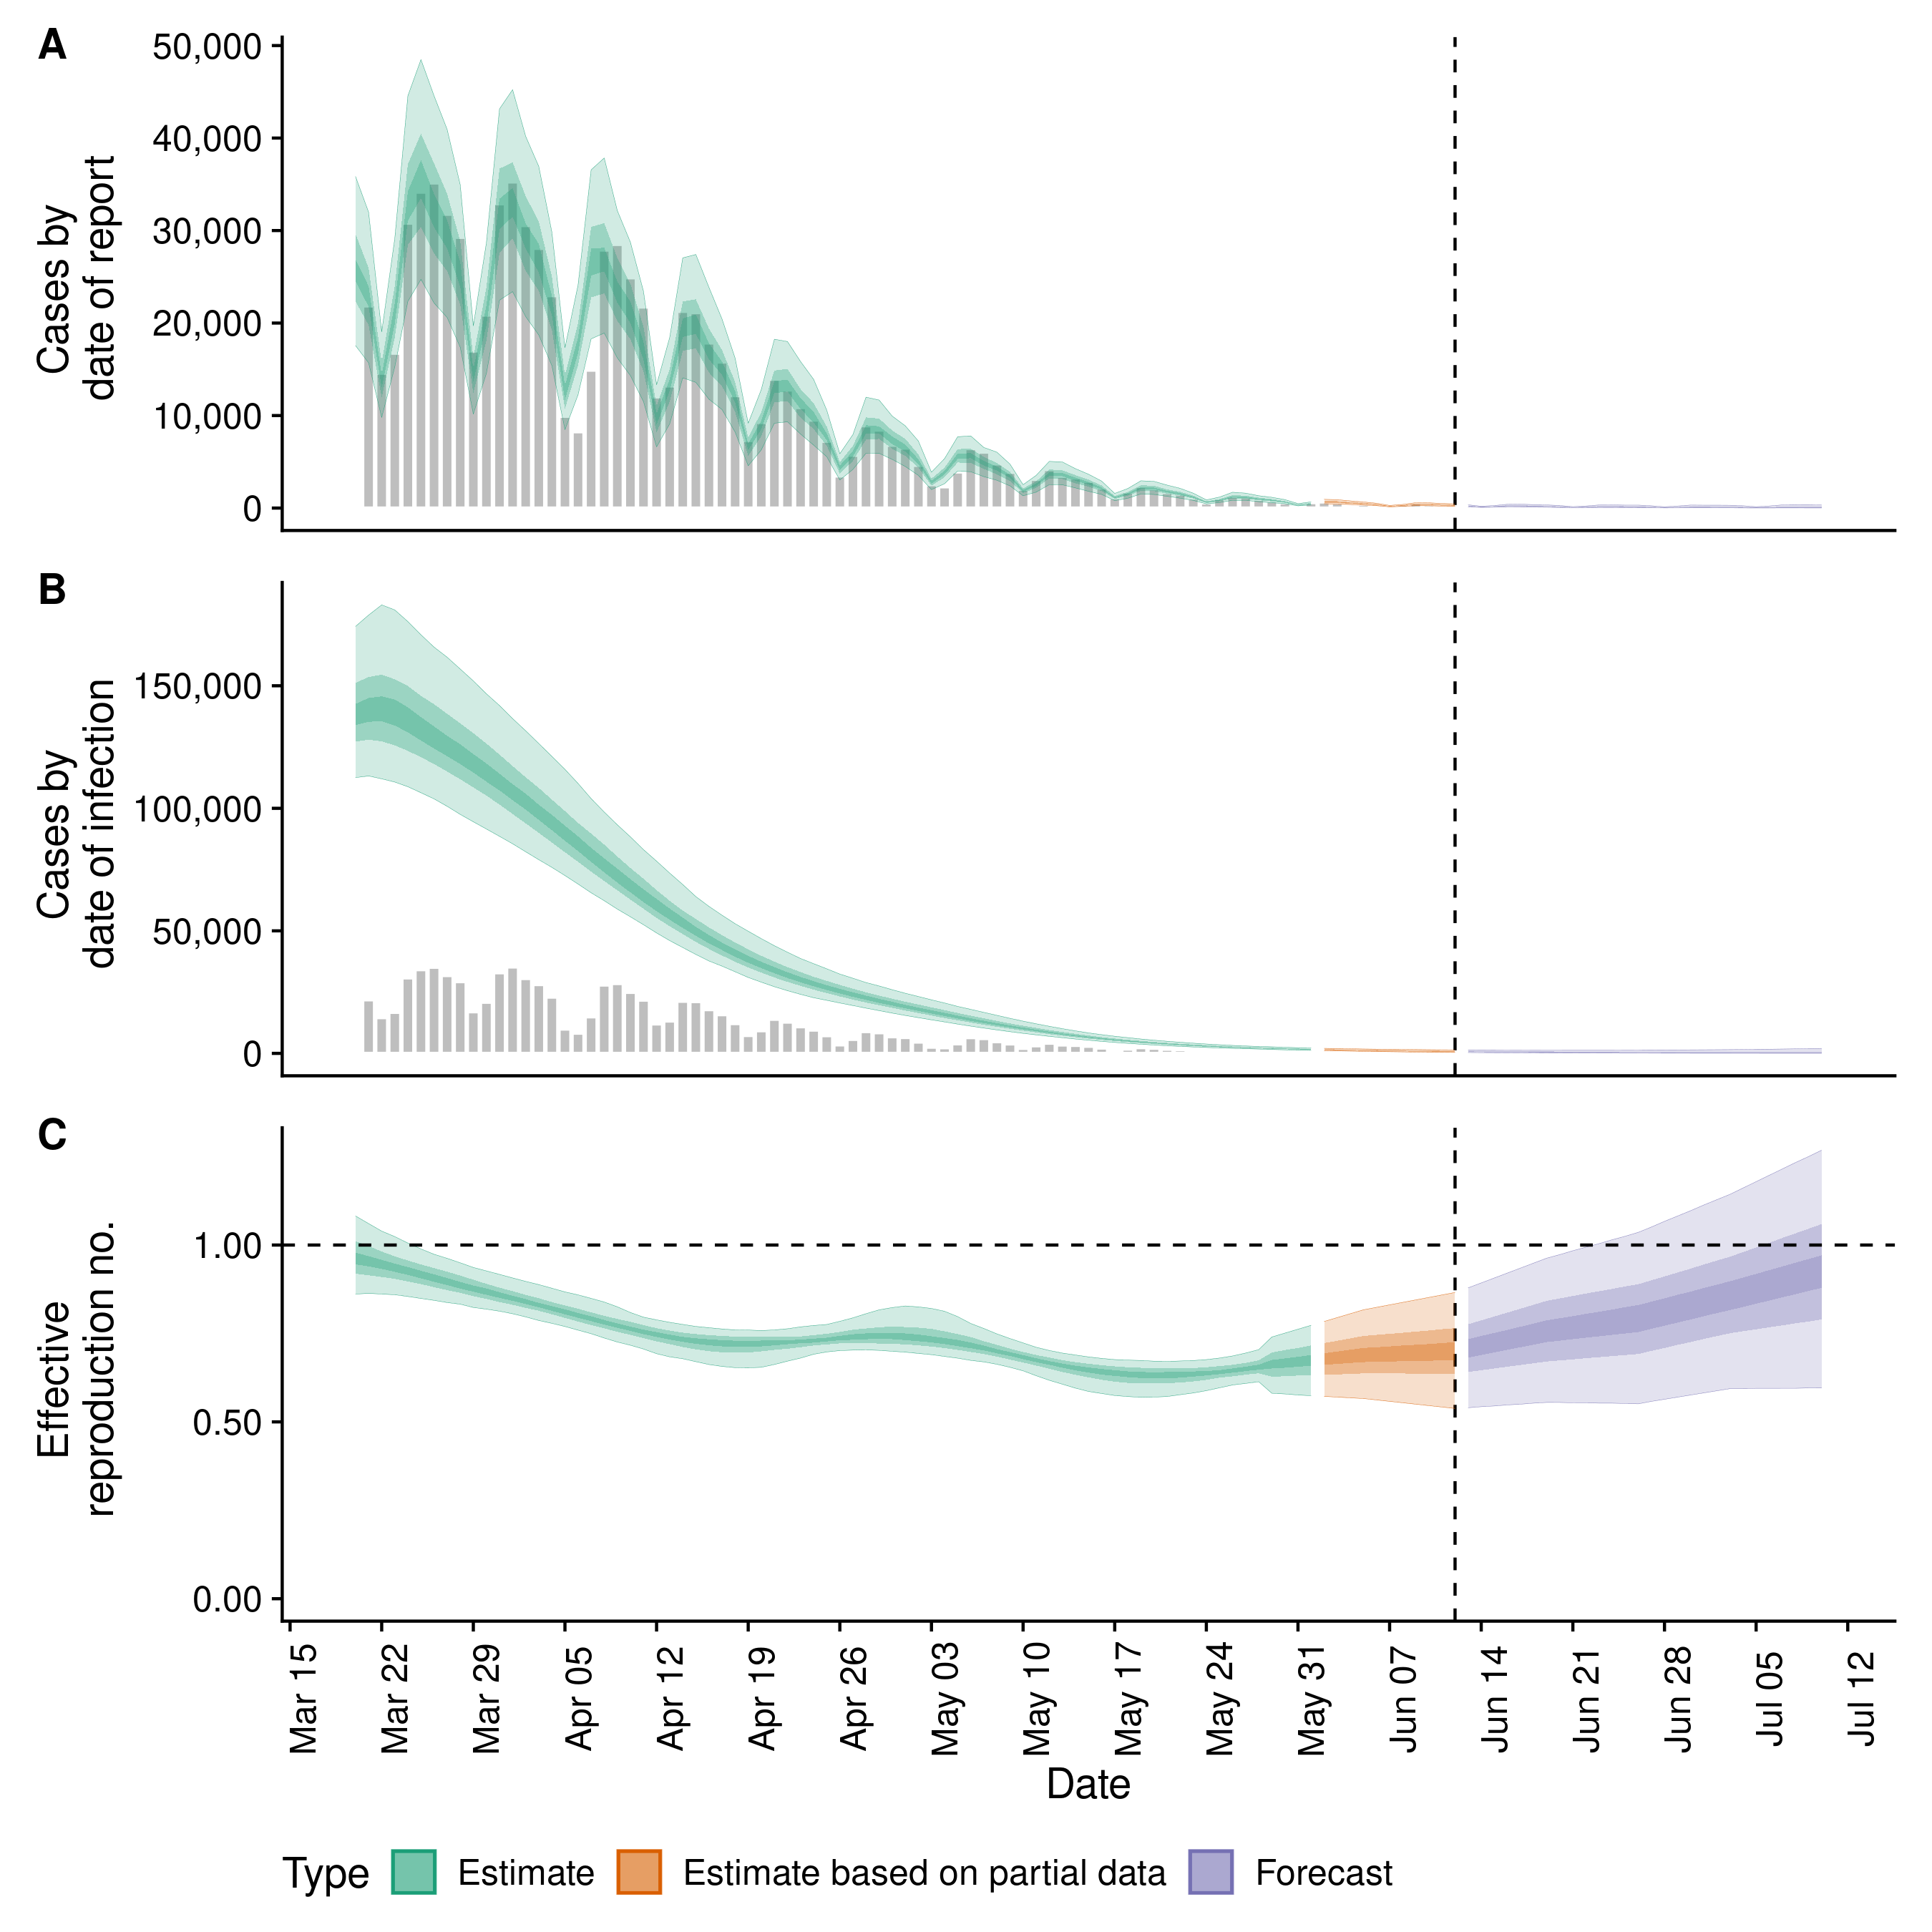 A
Cases by
date of report
50,000
40,000
30,000
20,000
10,000
0
B
Cases by
date of infection
150,000
100,000
50,000
0
C
Effective
reproduction no.
1.00
0.50
0.00
Mar 15
Mar 22
Mar 29
Apr 05
Apr 12
Apr 19
Apr 26
May 03
May 10
May 17
May 24
May 31
Jun 07
Jun 14
Jun 21
Jun 28
Jul 05
Jul 12
Date
Type Estimate Estimate based on partial data Forecast